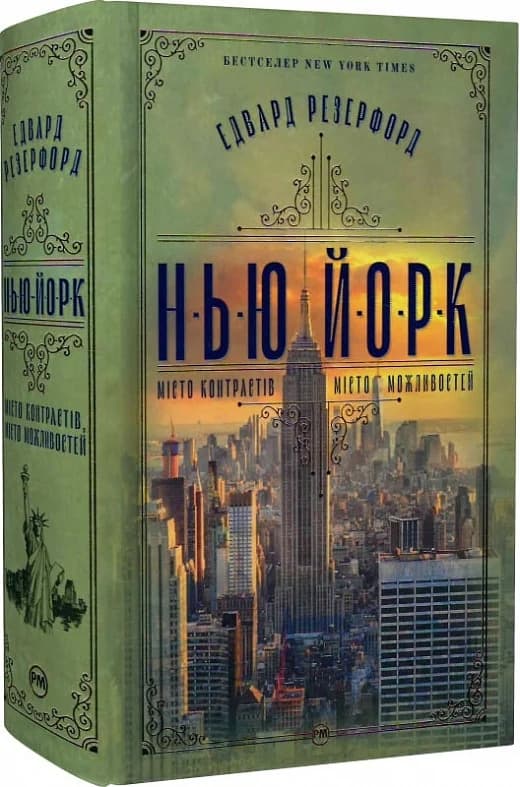 БЕСТСЕЛЕР NEW YORK TIMES
ЕДВАРД РЕЗЕРФОРД
Н·Ь·Ю ЙОРК
МІСТО КОНТРАСТІВ МІСТО МОЖЛИВОСТЕЙ
РМ
ЕДВАРД
РЕЗЕРФОРД
Н·Ю-ЙОРК
МІСТО КОНТРАСТІВ,
МІСТО МОЖЛИВОСТЕЙ
РМ